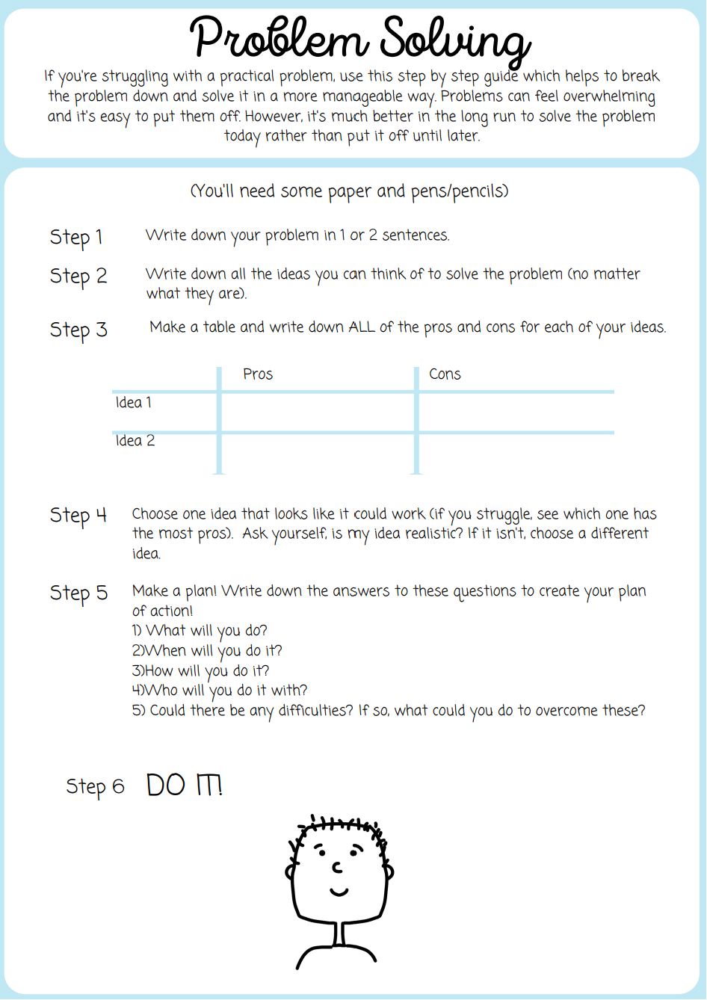 Problem Solving
If you're struggling with a practical problem, use this step by step guide which helps to break
the problem down and solve it in a more manageable way. Problems can feel overwhelming
and it's easy to put them off. However, it's much better in the long run to solve the problem
today rather than put it off until later.
(You'll need some paper and pens/pencils)
Step 1 Write down your problem in 1 or 2 sentences.
Step 2 Write down all the ideas you can think of to solve the problem (no matter
what they are).
Step 3 Make a table and write down ALL of the pros and cons for each of your ideas.
Pros Cons
Idea 1
Idea 2
Step 4 Choose one idea that looks like it could work (if you struggle, see which one has
the most pros). Ask yourself, is my idea realistic? If it isn't, choose a different
idea.
Step 5 Make a plan! Write down the answers to these questions to create your plan
of action!
1) What will you do?
2)When will you do it?
3)How will you do it?
4)Who will you do it with?
5) Could there be any difficulties? If so, what could you do to overcome these?
Step 6 DO IT!